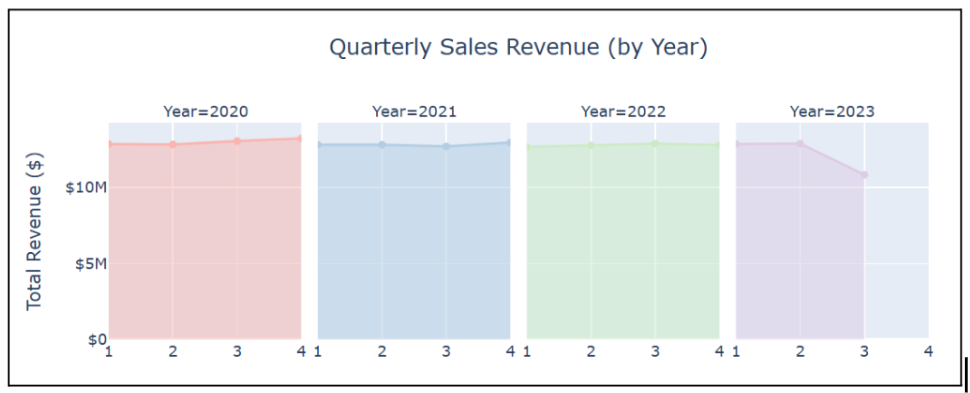 Quarterly Sales Revenue (by Year)
Year=2020 Year=2021 Year=2022 Year=2023
Total Revenue ($)
$10M
$5M
$0
1 2 3 4 1 2 3 4 1 2 3 4 1 2 3 4